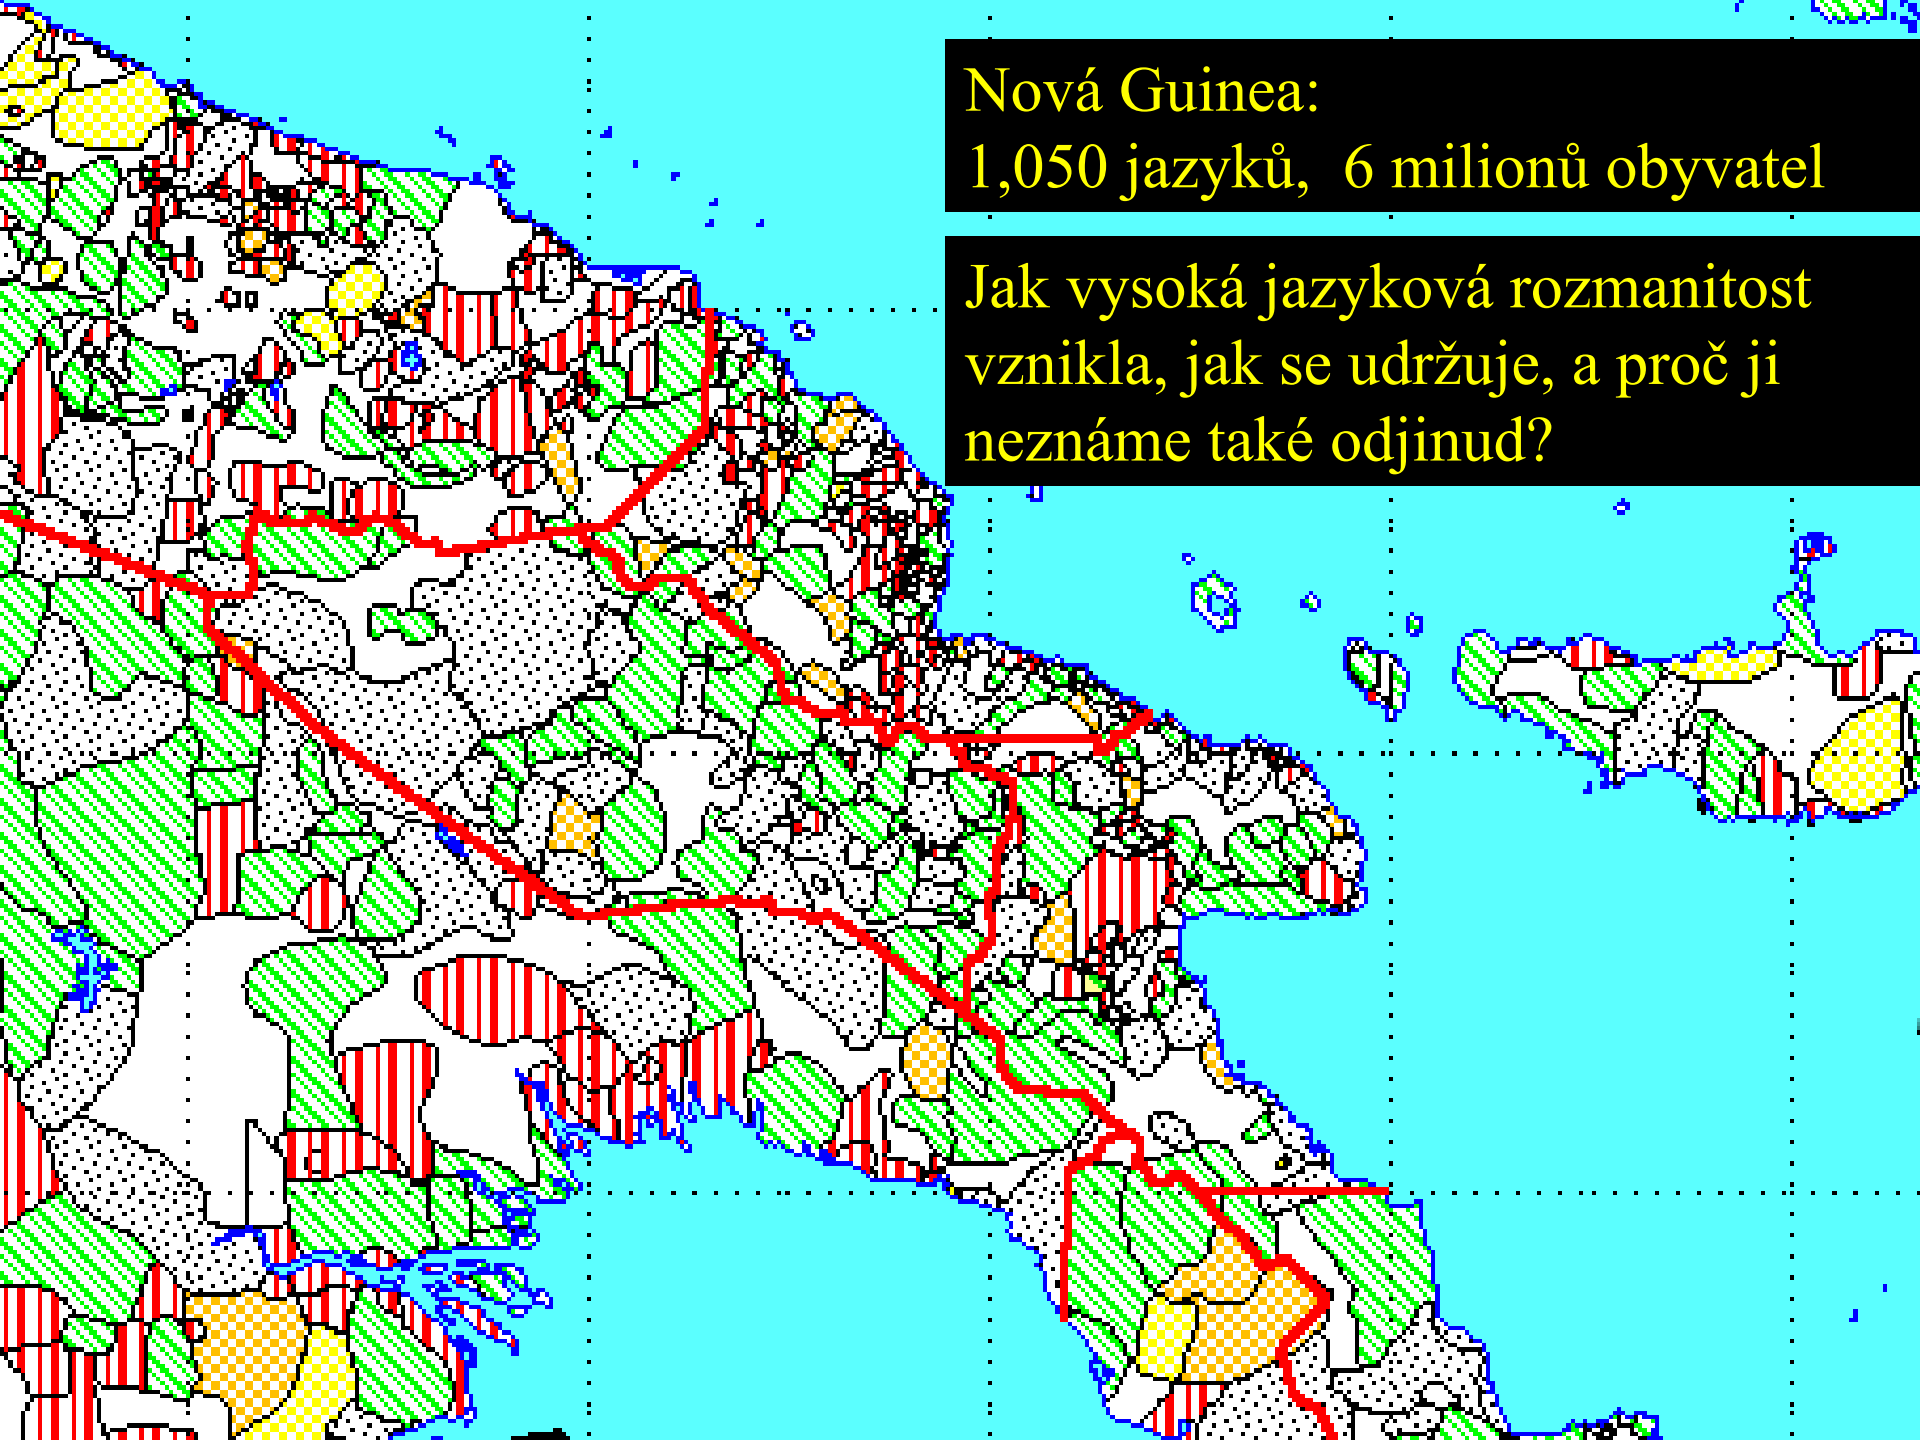 Nová Guinea:
1,050 jazyků, 6 milionů obyvatel
Jak vysoká jazyková rozmanitost
vznikla, jak se udržuje, a proč ji
neznáme také odjinud?